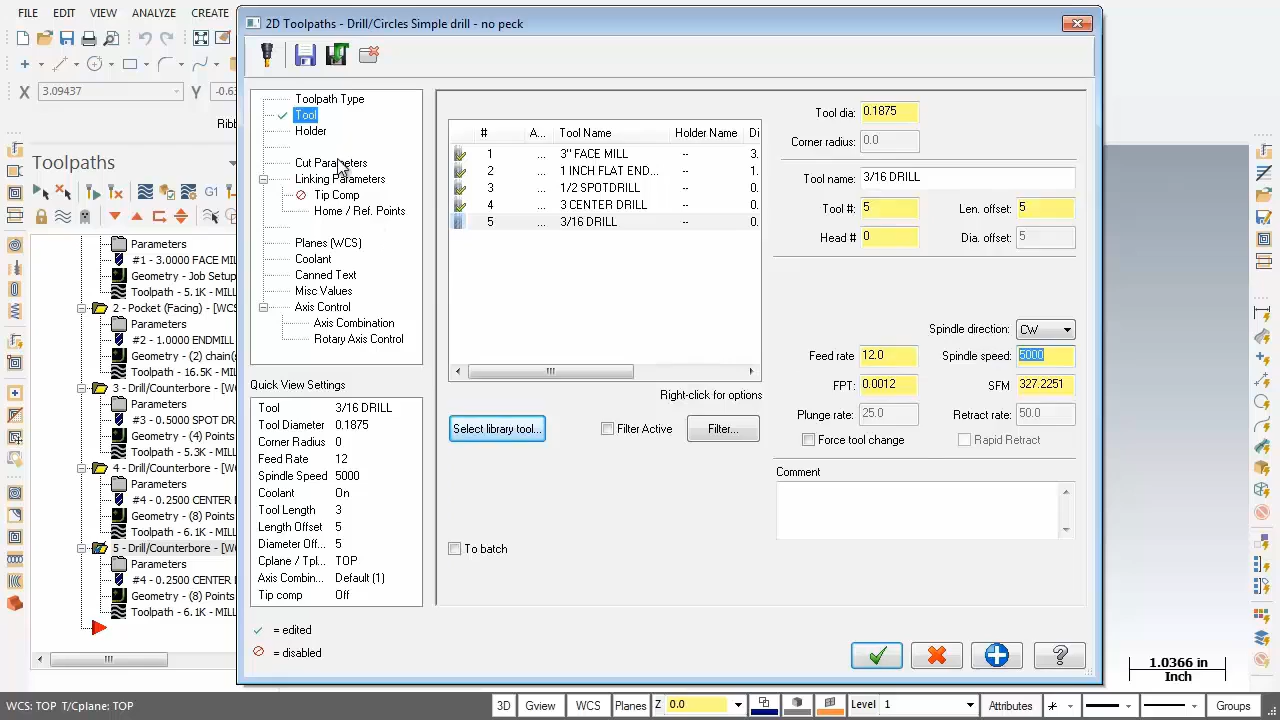 FILE EDIT VIEW ANALYZE CREATE
2D Toolpaths - Drill/Circles Simple drill - no peck
X 3.09437 Y -0.63
Toolpaths
Parameters
#1 - 3.0000 FACE MIL
Geometry - Job Setup
Toolpath - 5.1K - MILL
2 - Pocket (Facing) - [WCS
Parameters
#2 - 1.0000 ENDMILL
Geometry - (2) chain(s
Toolpath - 16.5K - MILL
3 - Drill/Counterbore - [WC
Parameters
#3 - 0.5000 SPOT DR
Geometry - (4) Points
Toolpath - 5.3K - MILL
4 - Drill/Counterbore - [WC
Parameters
#4 - 0.2500 CENTER D
Geometry - (8) Points
Toolpath - 6.1K - MILL
5 - Drill/Counterbore - [WC
Parameters
#4 - 0.2500 CENTER D
Geometry - (8) Points
Toolpath - 6.1K - MILL
G1
Toolpath Type
Tool
Holder
Cut Parameters
Linking Parameters
Tip Comp
Home / Ref. Points
Planes (WCS)
Coolant
Canned Text
Misc Values
Axis Control
Axis Combination
Rotary Axis Control
Quick View Settings
Tool 3/16 DRILL
Tool Diameter 0.1875
Corner Radius 0
Feed Rate 12
Spindle Speed 5000
Coolant On
Tool Length 3
Length Offset 5
Diameter Off... 5
Cplane / Tpl... TOP
Axis Combin... Default (1)
Tip comp Off
= edited
= disabled
# A... Tool Name Holder Name Di
1 ... 3" FACE MILL -- 3.
2 ... 1 INCH FLAT END... -- 1.
3 ... 1/2 SPOTDRILL -- 0.
4 ... 3 CENTER DRILL -- 0.
5 ... 3/16 DRILL -- 0.
Right-click for options
Select library tool... Filter Active Filter...
To batch
Tool dia: 0.1875
Corner radius: 0.0
Tool name: 3/16 DRILL
Tool #: 5 Len. offset: 5
Head # 0 Dia. offset: 5
Spindle direction: CW
Feed rate 12.0 Spindle speed: 5000
FPT: 0.0012 SFM 327.2251
Plunge rate: 25.0 Retract rate: 50.0
Force tool change Rapid Retract
Comment
1.0366 in
Inch
WCS: TOP T/Cplane: TOP 3D Gview WCS Planes Z 0.0 Level 1 Attributes Groups